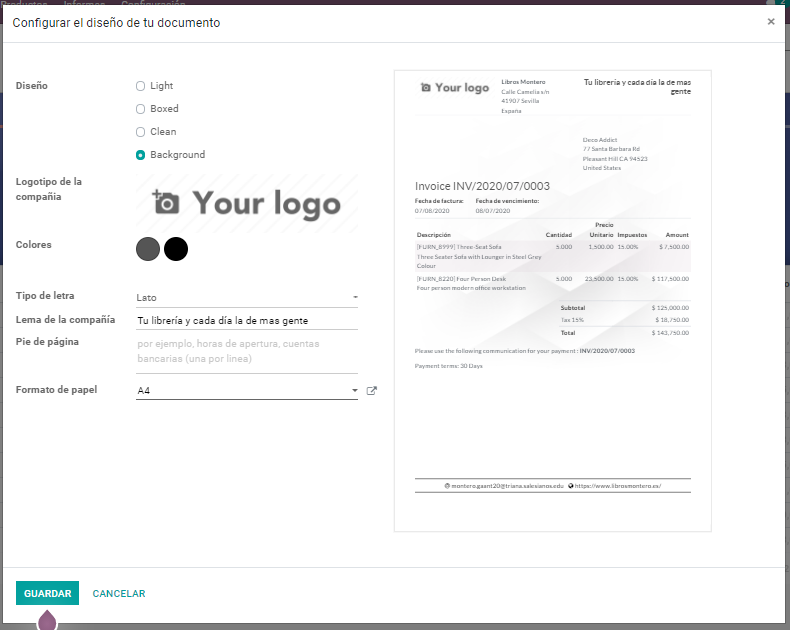 Productos Informes Configuración
Configurar el diseño de tu documento
×
Diseño
Light
Boxed
Clean
Background
Logotipo de la
compañia
Your logo
Colores
Tipo de letra
Lato
Lema de la compañía
Tu librería y cada día la de mas gente
Pie de página
por ejemplo, horas de apertura, cuentas
bancarias (una por linea)
Formato de papel
A4
Your logo
Libros Montero
Calle Camelia s/n
41907 Sevilla
España
Tu librería y cada día la de mas
gente
Deco Addict
77 Santa Barbara Rd
Pleasant Hill CA 94523
United States
Invoice INV/2020/07/0003
Fecha de factura: Fecha de vencimiento:
07/08/2020 08/07/2020
Precio
Descripción Cantidad Unitario Impuestos Amount
[FURN_8999] Three-Seat Sofa 5.000 1,500.00 15.00% $ 7,500.00
Three Seater Sofa with Lounger in Steel Grey
Colour
[FURN_8220] Four Person Desk 5.000 23,500.00 15.00% $ 117,500.00
Four person modern office workstation
Subtotal $ 125,000.00
Tax 15% $ 18,750.00
Total $ 143,750.00
Please use the following communication for your payment : INV/2020/07/0003
Payment terms: 30 Days
@ montero.gaant20@triana.salesianos.edu https://www.librosmontero.es/
GUARDAR
CANCELAR